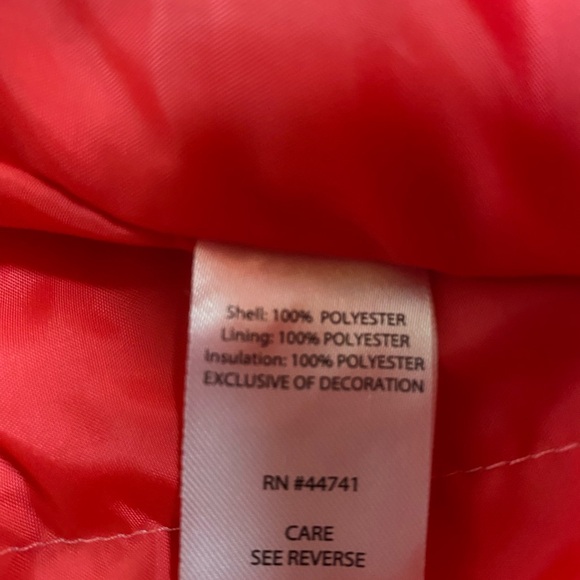 Shell: 100% POLYESTER
Lining: 100% POLYESTER
Insulation: 100% POLYESTER
EXCLUSIVE OF DECORATION
RN #44741
CARE
SEE REVERSE